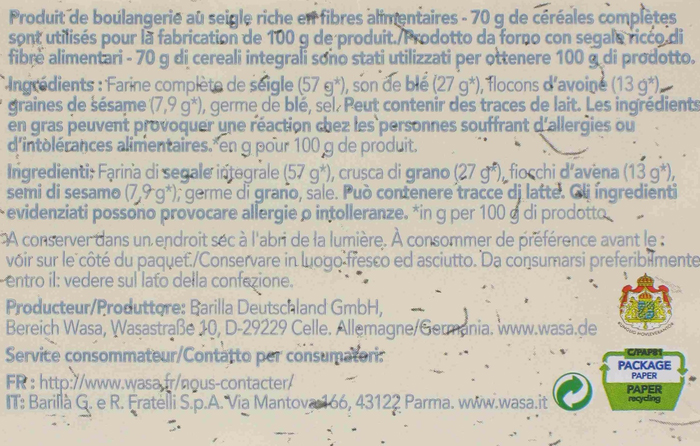 Produit de boulangerie au seigle riche en fibres alimentaires - 70 g de céréales complètes
sont utilisés pour la fabrication de 100 g de produit./Prodotto da forno con segale ricco di
fibre alimentari - 70 g di cereali integrali sono stati utilizzati per ottenere 100 g di prodotto.
Ingrédients : Farine complète de seigle (57 g*), son de blé (27 g*), flocons d'avoine (13 g*),
graines de sésame (7,9 g*), germe de blé, sel. Peut contenir des traces de lait. Les ingrédients
en gras peuvent provoquer une réaction chez les personnes souffrant d'allergies ou
d'intolérances alimentaires. *en g pour 100 g de produit.
Ingredienti: Farina di segale integrale (57 g*), crusca di grano (27 g*), fiocchi d'avena (13 g*),
semi di sesamo (7,9 g*), germe di grano, sale. Può contenere tracce di latte. Gli ingredienti
evidenziati possono provocare allergie o intolleranze. *in g per 100 g di prodotto.
A conserver dans un endroit sec à l'abri de la lumière. À consommer de préférence avant le :
voir sur le côté du paquet./Conservare in luogo fresco ed asciutto. Da consumarsi preferibilmente
entro il: vedere sul lato della confezione.
Producteur/Produttore: Barilla Deutschland GmbH,
Bereich Wasa, Wasastraße 10, D-29229 Celle. Allemagne/Germania. www.wasa.de
Service consommateur/Contatto per consumatori:
FR : http://www.wasa.fr/nous-contacter/
IT: Barilla G. e R. Fratelli S.p.A. Via Mantova 166, 43122 Parma. www.wasa.it
C/PAP81
PACKAGE
PAPER
PAPER
recycling